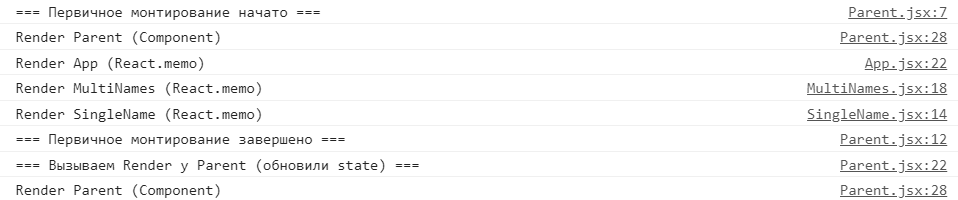 === Первичное монтирование начато === Parent.jsx:7
Render Parent (Component) Parent.jsx:28
Render App (React.memo) App.jsx:22
Render MultiNames (React.memo) MultiNames.jsx:18
Render SingleName (React.memo) SingleName.jsx:14
=== Первичное монтирование завершено === Parent.jsx:12
=== Вызываем Render у Parent (обновили state) === Parent.jsx:22
Render Parent (Component) Parent.jsx:28